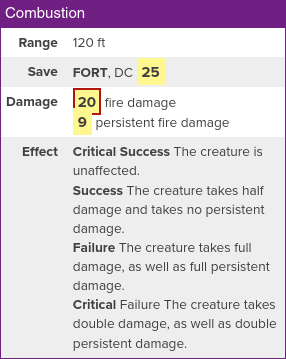 Combustion
Range 120 ft
Save FORT, DC 25
Damage 20 fire damage
9 persistent fire damage
Effect Critical Success The creature is
unaffected.
Success The creature takes half
damage and takes no persistent
damage.
Failure The creature takes full
damage, as well as full persistent
damage.
Critical Failure The creature takes
double damage, as well as double
persistent damage.